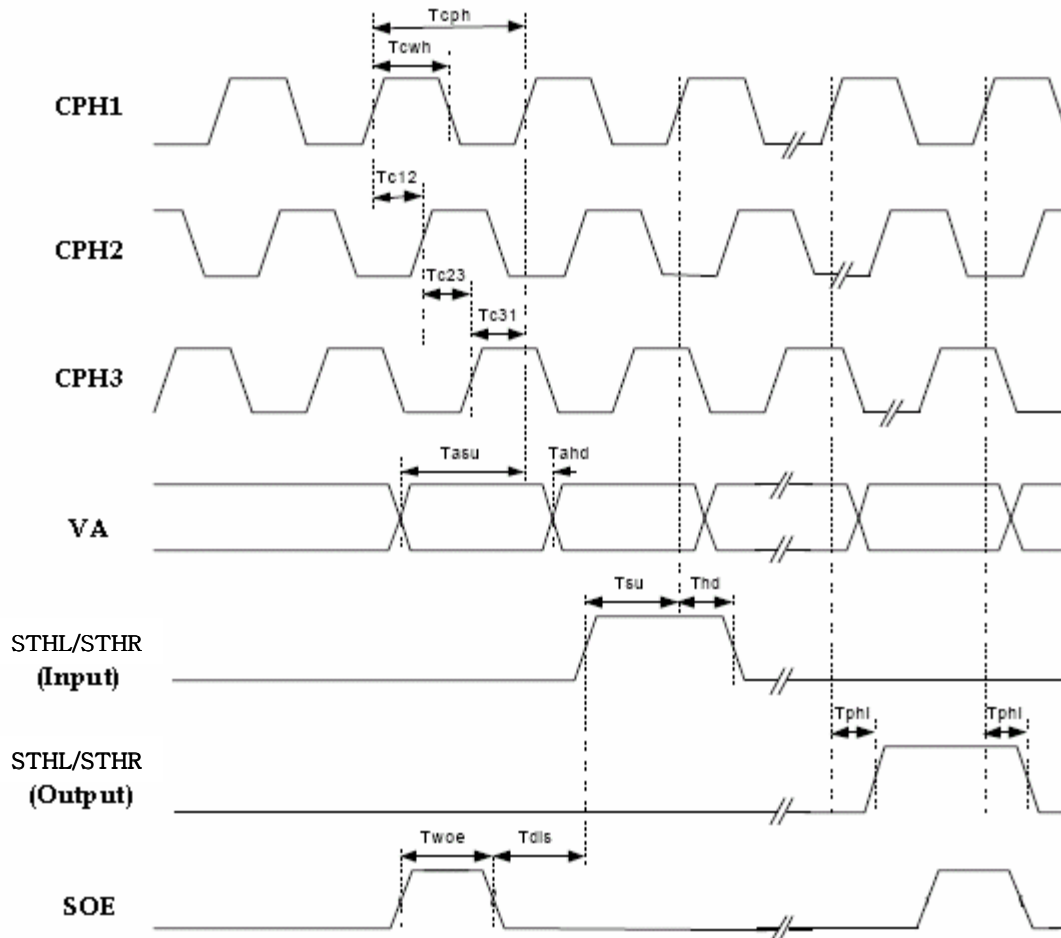 Tcph
Tcwh
CPH1
Tc12
CPH2
Tc23
Tc31
CPH3
Tasu
Tahd
VA
Tsu
Thd
STHL/STHR
(Input)
Tphl
Tphl
STHL/STHR
(Output)
Twoe
Tdis
SOE